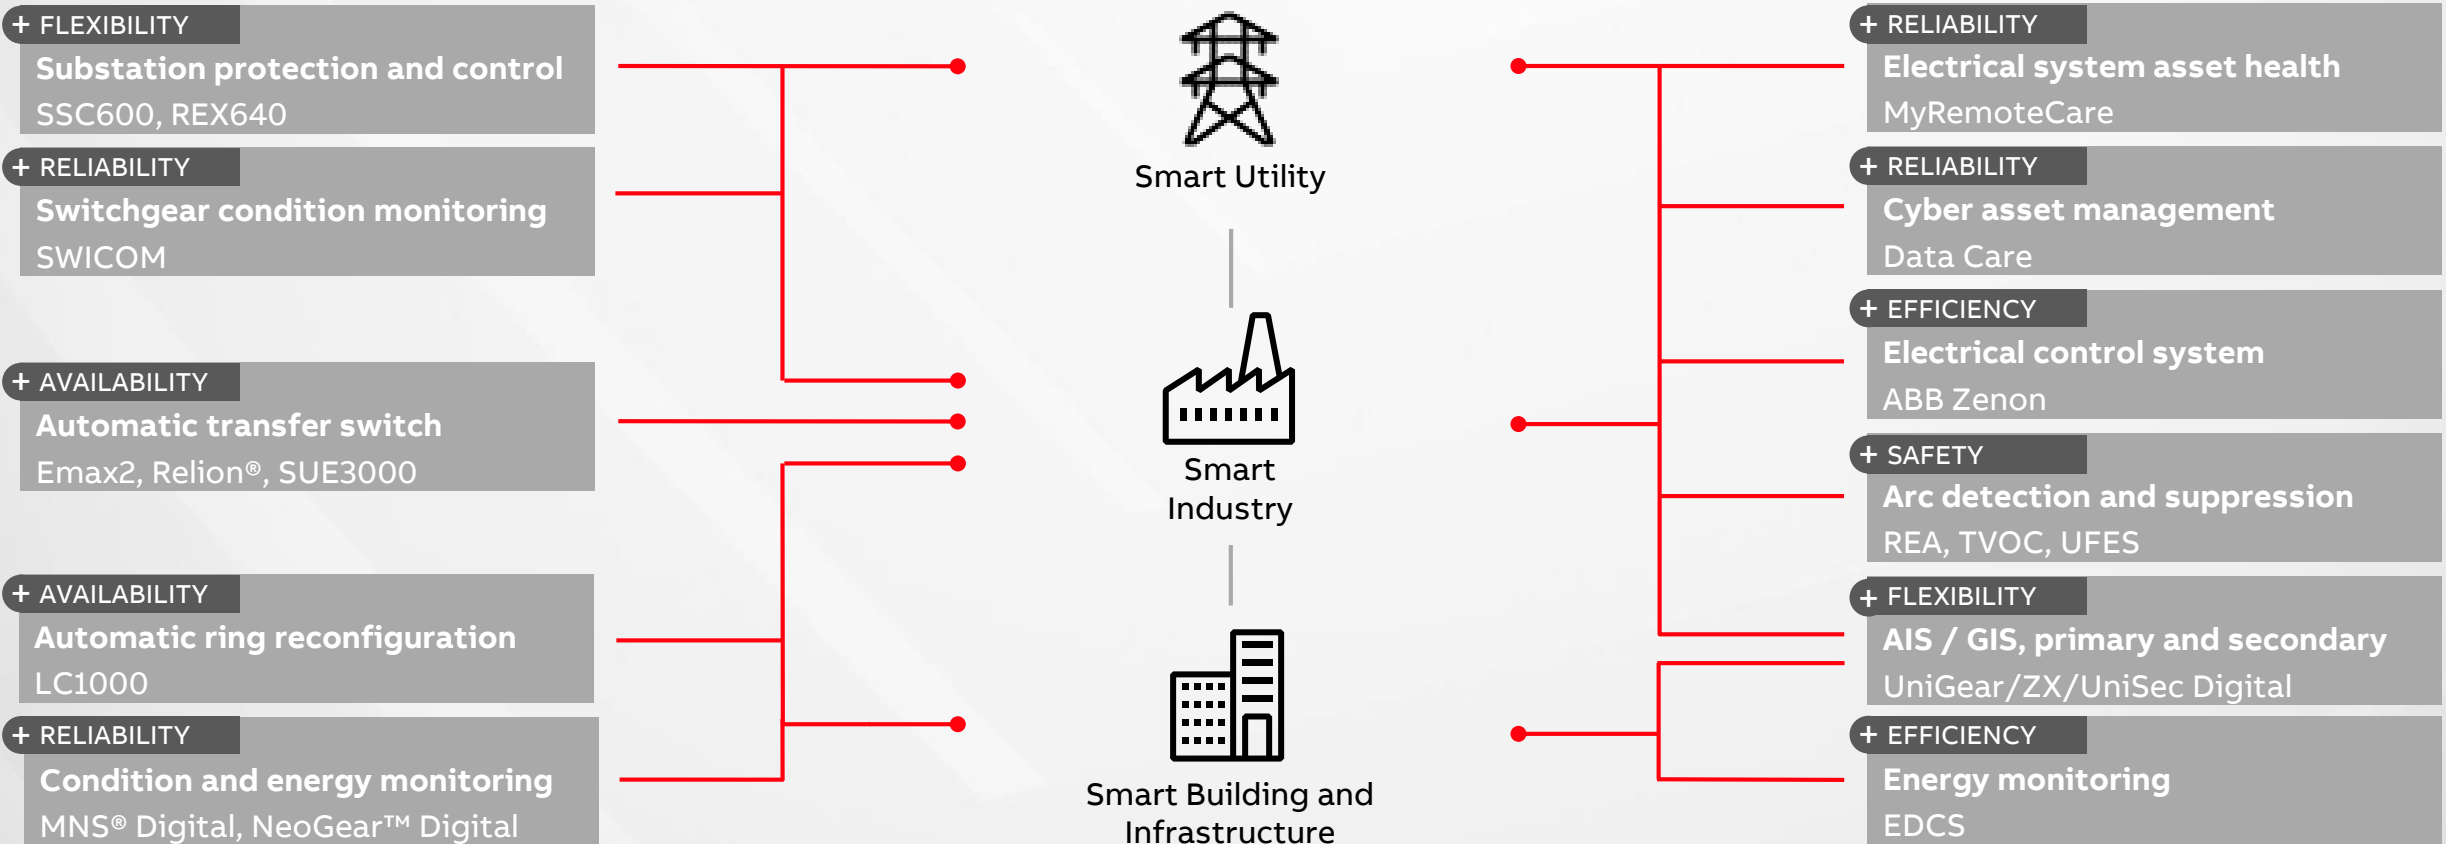 + FLEXIBILITY
Substation protection and control
SSC600, REX640
+ RELIABILITY
Switchgear condition monitoring
SWICOM
+ AVAILABILITY
Automatic transfer switch
Emax2, Relion®, SUE3000
+ AVAILABILITY
Automatic ring reconfiguration
LC1000
+ RELIABILITY
Condition and energy monitoring
MNS® Digital, NeoGear™ Digital
Smart Utility
Smart
Industry
Smart Building and
Infrastructure
+ RELIABILITY
Electrical system asset health
MyRemoteCare
+ RELIABILITY
Cyber asset management
Data Care
+ EFFICIENCY
Electrical control system
ABB Zenon
+ SAFETY
Arc detection and suppression
REA, TVOC, UFES
+ FLEXIBILITY
AIS / GIS, primary and secondary
UniGear/ZX/UniSec Digital
+ EFFICIENCY
Energy monitoring
EDCS